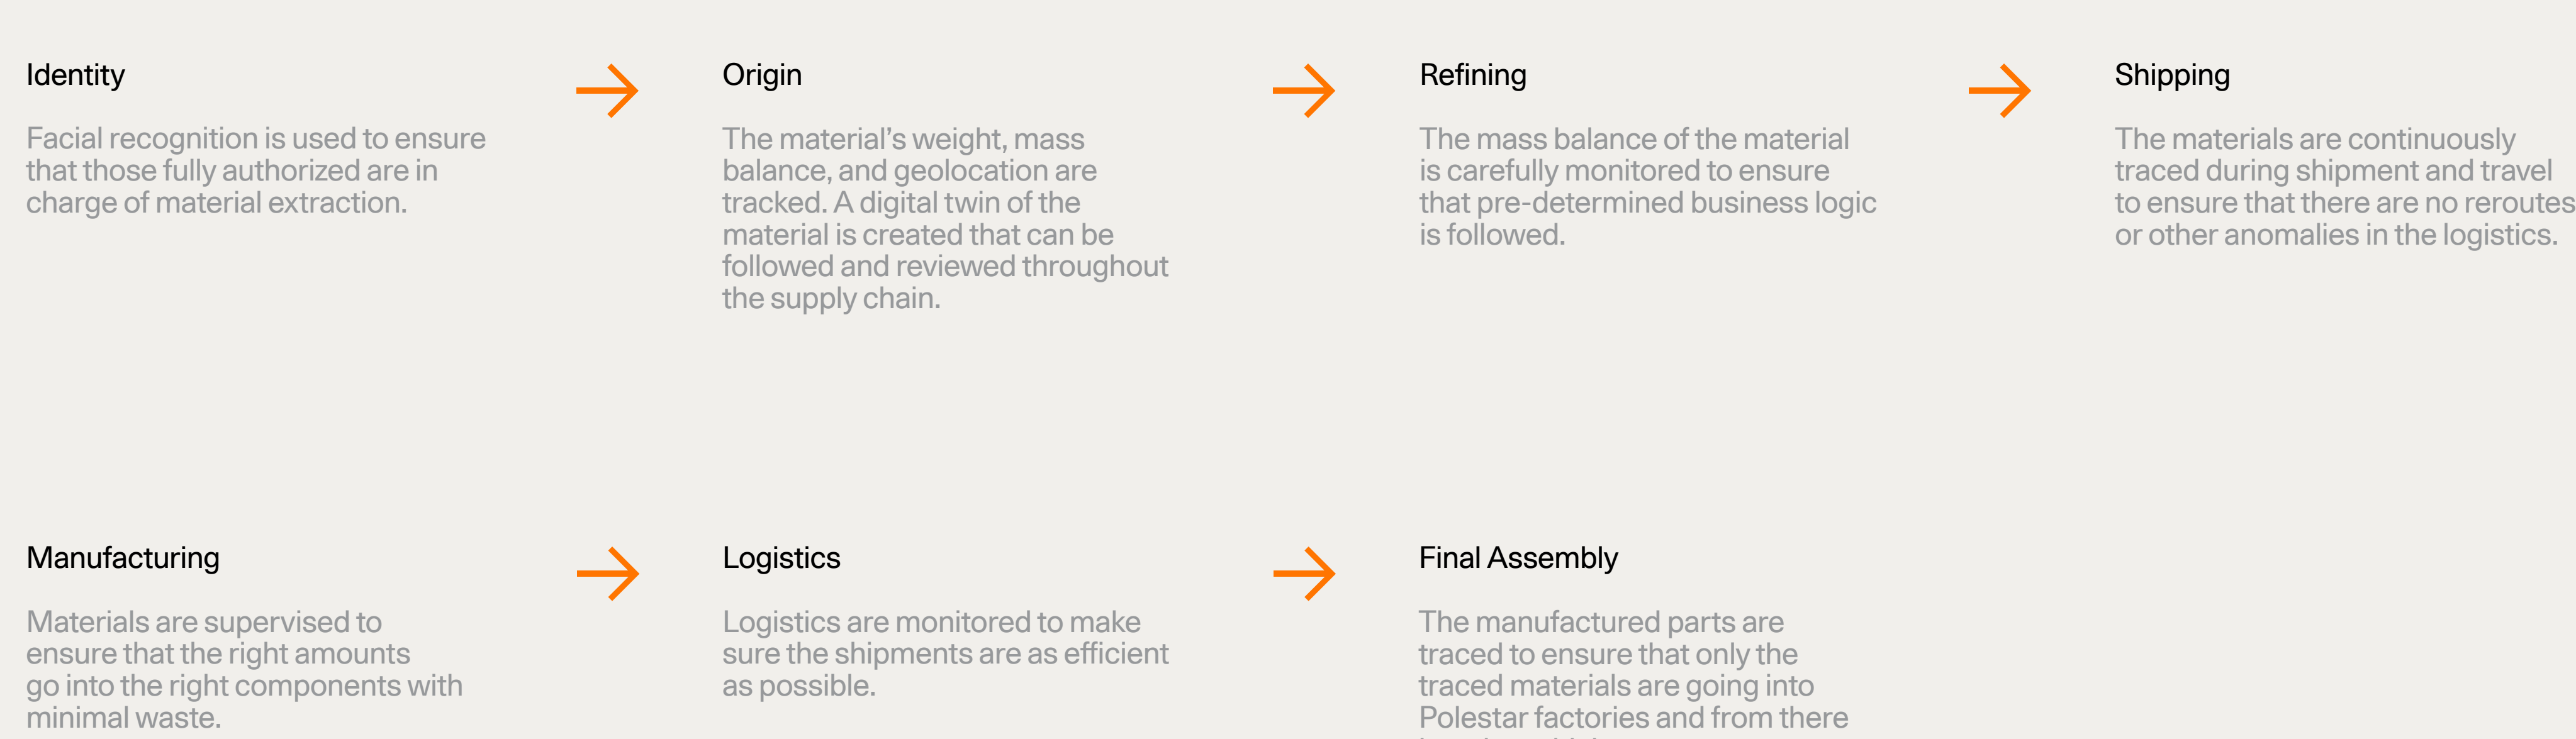 Identity
Facial recognition is used to ensure
that those fully authorized are in
charge of material extraction.
Origin
The material’s weight, mass
balance, and geolocation are
tracked. A digital twin of the
material is created that can be
followed and reviewed throughout
the supply chain.
Refining
The mass balance of the material
is carefully monitored to ensure
that pre-determined business logic
is followed.
Shipping
The materials are continuously
traced during shipment and travel
to ensure that there are no reroutes
or other anomalies in the logistics.
Manufacturing
Materials are supervised to
ensure that the right amounts
go into the right components with
minimal waste.
Logistics
Logistics are monitored to make
sure the shipments are as efficient
as possible.
Final Assembly
The manufactured parts are
traced to ensure that only the
traced materials are going into
Polestar factories and from there